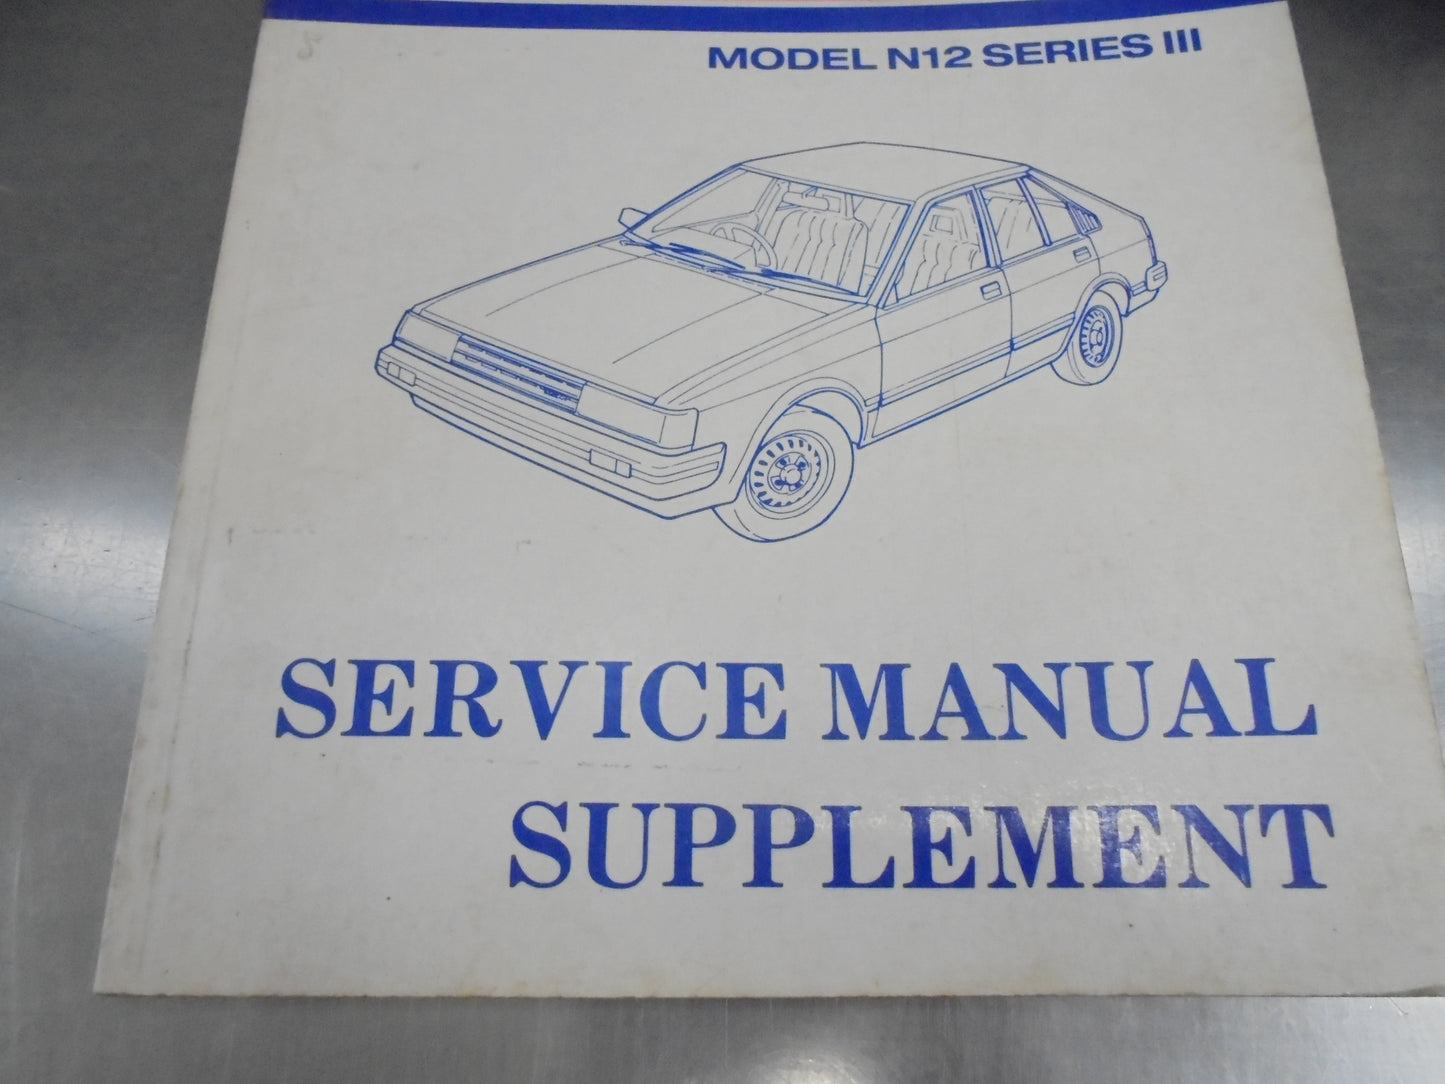 MODEL N12 SERIES III
SERVICE MANUAL
SUPPLEMENT